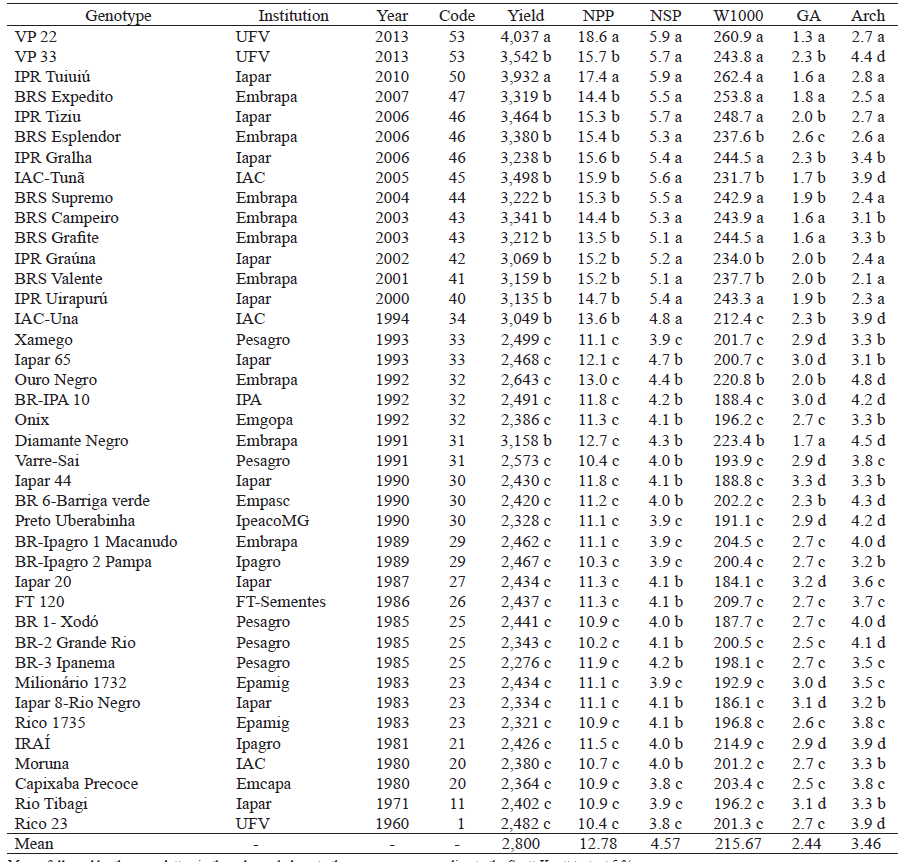 Genotype Institution Year Code Yield NPP NSP W1000 GA Arch
VP 22 UFV 2013 53 4,037 a 18.6 a 5.9 a 260.9 a 1.3 a 2.7 a
VP 33 UFV 2013 53 3,542 b 15.7 b 5.7 a 243.8 a 2.3 b 4.4 d
IPR Tuiuiú Iapar 2010 50 3,932 a 17.4 a 5.9 a 262.4 a 1.6 a 2.8 a
BRS Expedito Embrapa 2007 47 3,319 b 14.4 b 5.5 a 253.8 a 1.8 a 2.5 a
IPR Tiziu Iapar 2006 46 3,464 b 15.3 b 5.7 a 248.7 a 2.0 b 2.7 a
BRS Esplendor Embrapa 2006 46 3,380 b 15.4 b 5.3 a 237.6 b 2.6 c 2.6 a
IPR Gralha Iapar 2006 46 3,238 b 15.6 b 5.4 a 244.5 a 2.3 b 3.4 b
IAC-Tunã IAC 2005 45 3,498 b 15.9 b 5.6 a 231.7 b 1.7 b 3.9 d
BRS Supremo Embrapa 2004 44 3,222 b 15.3 b 5.5 a 242.9 a 1.9 b 2.4 a
BRS Campeiro Embrapa 2003 43 3,341 b 14.4 b 5.3 a 243.9 a 1.6 a 3.1 b
BRS Grafite Embrapa 2003 43 3,212 b 13.5 b 5.1 a 244.5 a 1.6 a 3.3 b
IPR Graúna Iapar 2002 42 3,069 b 15.2 b 5.2 a 234.0 b 2.0 b 2.4 a
BRS Valente Embrapa 2001 41 3,159 b 15.2 b 5.1 a 237.7 b 2.0 b 2.1 a
IPR Uirapurú Iapar 2000 40 3,135 b 14.7 b 5.4 a 243.3 a 1.9 b 2.3 a
IAC-Una IAC 1994 34 3,049 b 13.6 b 4.8 a 212.4 c 2.3 b 3.9 d
Xamego Pesagro 1993 33 2,499 c 11.1 c 3.9 c 201.7 c 2.9 d 3.3 b
Iapar 65 Iapar 1993 33 2,468 c 12.1 c 4.7 b 200.7 c 3.0 d 3.1 b
Ouro Negro Embrapa 1992 32 2,643 c 13.0 c 4.4 b 220.8 b 2.0 b 4.8 d
BR-IPA 10 IPA 1992 32 2,491 c 11.8 c 4.2 b 188.4 c 3.0 d 4.2 d
Onix Emgopa 1992 32 2,386 c 11.3 c 4.1 b 196.2 c 2.7 c 3.3 b
Diamante Negro Embrapa 1991 31 3,158 b 12.7 c 4.3 b 223.4 b 1.7 a 4.5 d
Varre-Sai Pesagro 1991 31 2,573 c 10.4 c 4.0 b 193.9 c 2.9 d 3.8 c
Iapar 44 Iapar 1990 30 2,430 c 11.8 c 4.1 b 188.8 c 3.3 d 3.3 b
BR 6-Barriga verde Empasc 1990 30 2,420 c 11.2 c 4.0 b 202.2 c 2.3 b 4.3 d
Preto Uberabinha IpeacoMG 1990 30 2,328 c 11.1 c 3.9 c 191.1 c 2.9 d 4.2 d
BR-Ipagro 1 Macanudo Embrapa 1989 29 2,462 c 11.1 c 3.9 c 204.5 c 2.7 c 4.0 d
BR-Ipagro 2 Pampa Ipagro 1989 29 2,467 c 10.3 c 3.9 c 200.4 c 2.7 c 3.2 b
Iapar 20 Iapar 1987 27 2,434 c 11.3 c 4.1 b 184.1 c 3.2 d 3.6 c
FT 120 FT-Sementes 1986 26 2,437 c 11.3 c 4.1 b 209.7 c 2.7 c 3.7 c
BR 1- Xodó Pesagro 1985 25 2,441 c 10.9 c 4.0 b 187.7 c 2.7 c 4.0 d
BR-2 Grande Rio Pesagro 1985 25 2,343 c 10.2 c 4.1 b 200.5 c 2.5 c 4.1 d
BR-3 Ipanema Pesagro 1985 25 2,276 c 11.9 c 4.2 b 198.1 c 2.7 c 3.5 c
Milionário 1732 Epamig 1983 23 2,434 c 11.1 c 3.9 c 192.9 c 3.0 d 3.5 c
Iapar 8-Rio Negro Iapar 1983 23 2,334 c 11.1 c 4.1 b 186.1 c 3.1 d 3.2 b
Rico 1735 Epamig 1983 23 2,321 c 10.9 c 4.1 b 196.8 c 2.6 c 3.8 c
IRAÍ Ipagro 1981 21 2,426 c 11.5 c 4.0 b 214.9 c 2.9 d 3.9 d
Moruna IAC 1980 20 2,380 c 10.7 c 4.0 b 201.2 c 2.7 c 3.3 b
Capixaba Precoce Emcapa 1980 20 2,364 c 10.9 c 3.8 c 203.4 c 2.5 c 3.8 c
Rio Tibagi Iapar 1971 11 2,402 c 10.9 c 3.9 c 196.2 c 3.1 d 3.3 b
Rico 23 UFV 1960 1 2,482 c 10.4 c 3.8 c 201.3 c 2.7 c 3.9 d
Mean - - - 2,800 12.78 4.57 215.67 2.44 3.46